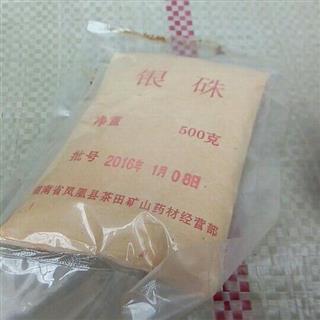 银硃
净重 500克
批号 2016年 1月 08日
湖南省凤凰县茶田矿山药材经营部